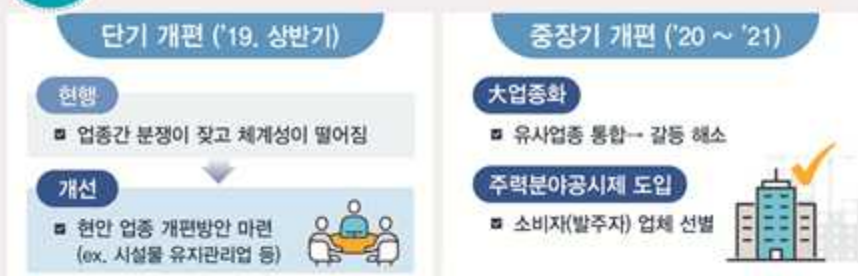 단기 개편 ('19. 상반기)
현행
업종간 분쟁이 잦고 체계성이 떨어짐
개선
현안 업종 개편방안 마련
(ex. 시설물 유지관리업 등)
중장기 개편 ('20 ~ '21)
大업종화
유사업종 통합→ 갈등 해소
주력분야공시제 도입
소비자(발주자) 업체 선별